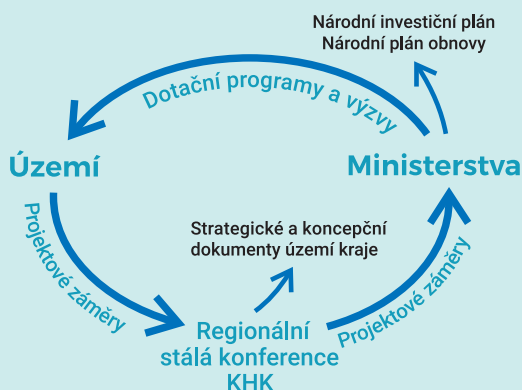 Národní investiční plán
Národní plán obnovy
Dotační programy a výzvy
Území
Ministerstva
Projektové záměry
Strategické a koncepční
dokumenty území kraje
Projektové záměry
Regionální
stálá konference
KHK